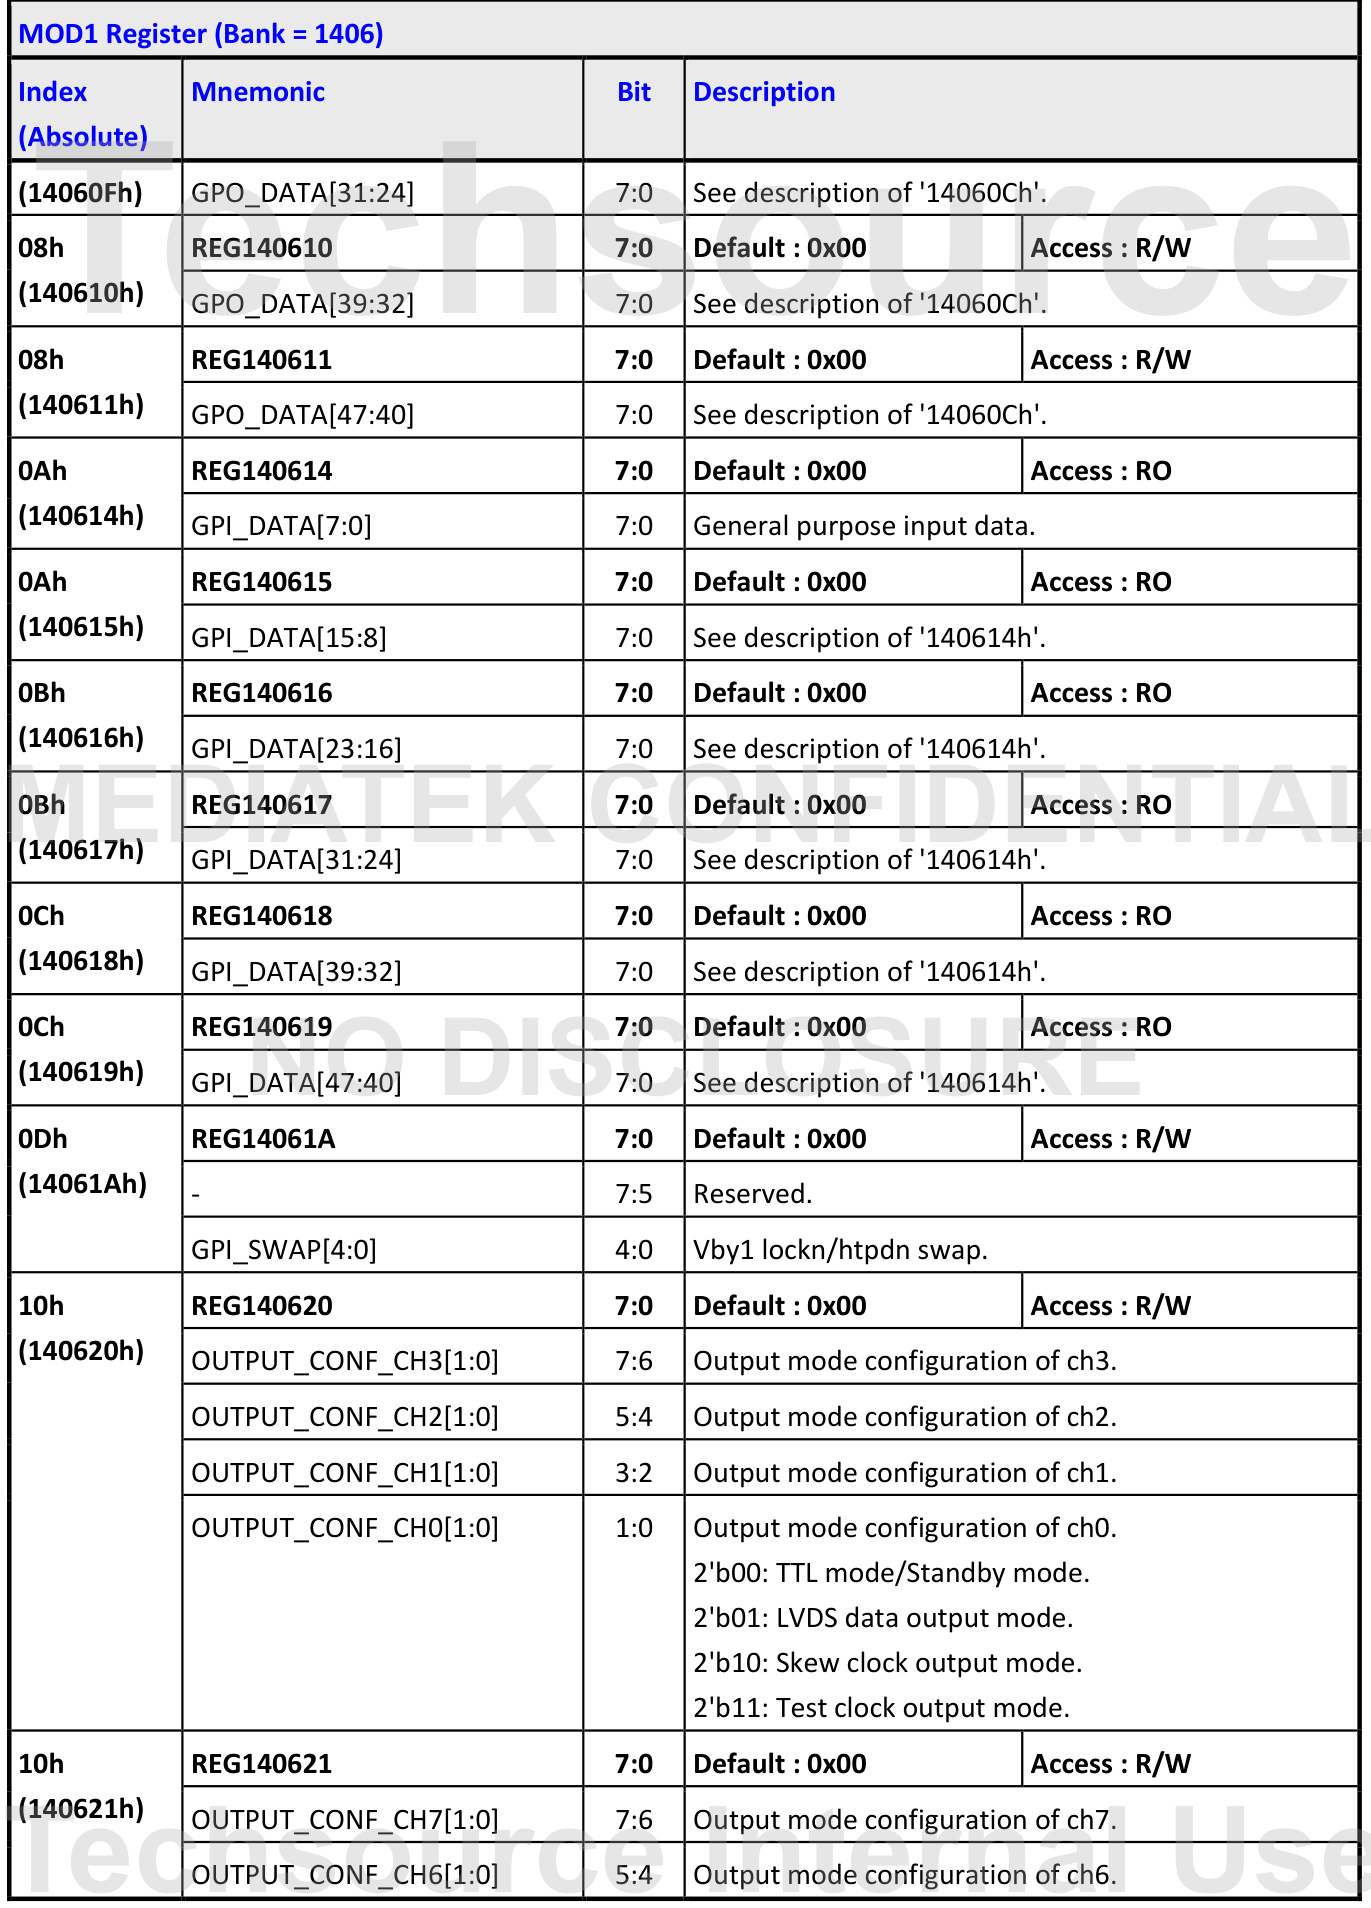 MOD1 Register (Bank = 1406)
Index (Absolute) Mnemonic Bit Description
(14060Fh) GPO_DATA[31:24] 7:0 See description of '14060Ch'.
08h (140610h) REG140610 7:0 Default : 0x00 Access : R/W
GPO_DATA[39:32] 7:0 See description of '14060Ch'.
08h (140611h) REG140611 7:0 Default : 0x00 Access : R/W
GPO_DATA[47:40] 7:0 See description of '14060Ch'.
0Ah (140614h) REG140614 7:0 Default : 0x00 Access : RO
GPI_DATA[7:0] 7:0 General purpose input data.
0Ah (140615h) REG140615 7:0 Default : 0x00 Access : RO
GPI_DATA[15:8] 7:0 See description of '140614h'.
0Bh (140616h) REG140616 7:0 Default : 0x00 Access : RO
GPI_DATA[23:16] 7:0 See description of '140614h'.
0Bh (140617h) REG140617 7:0 Default : 0x00 Access : RO
GPI_DATA[31:24] 7:0 See description of '140614h'.
0Ch (140618h) REG140618 7:0 Default : 0x00 Access : RO
GPI_DATA[39:32] 7:0 See description of '140614h'.
0Ch (140619h) REG140619 7:0 Default : 0x00 Access : RO
GPI_DATA[47:40] 7:0 See description of '140614h'.
0Dh (14061Ah) REG14061A 7:0 Default : 0x00 Access : R/W
- 7:5 Reserved.
GPI_SWAP[4:0] 4:0 Vby1 lockn/htpdn swap.
10h (140620h) REG140620 7:0 Default : 0x00 Access : R/W
OUTPUT_CONF_CH3[1:0] 7:6 Output mode configuration of ch3.
OUTPUT_CONF_CH2[1:0] 5:4 Output mode configuration of ch2.
OUTPUT_CONF_CH1[1:0] 3:2 Output mode configuration of ch1.
OUTPUT_CONF_CH0[1:0] 1:0 Output mode configuration of ch0.
2'b00: TTL mode/Standby mode.
2'b01: LVDS data output mode.
2'b10: Skew clock output mode.
2'b11: Test clock output mode.
10h (140621h) REG140621 7:0 Default : 0x00 Access : R/W
OUTPUT_CONF_CH7[1:0] 7:6 Output mode configuration of ch7.
OUTPUT_CONF_CH6[1:0] 5:4 Output mode configuration of ch6.
Techsource
MEDIATEK CONFIDENTIAL
NO DISCLOSURE
Techsource Internal Use